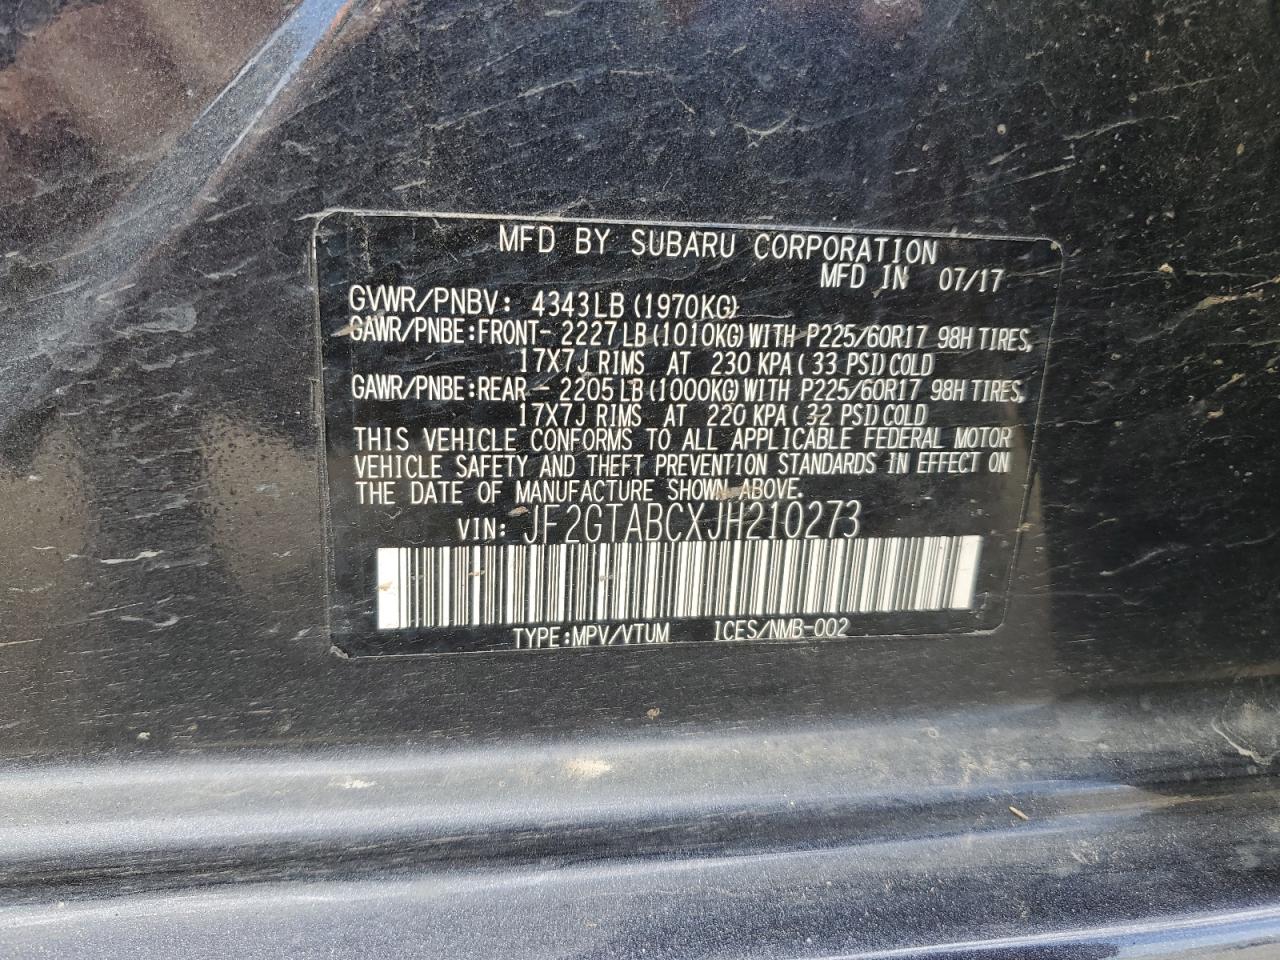 MFD BY SUBARU CORPORATION
MFD IN 07/17
GVWR/PNBV: 4343LB (1970KG)
GAWR/PNBE:FRONT- 2227LB(1010KG)WITH P225/60R17 98H TIRES,
17X7J RIMS AT 230 KPA( 33 PSI)COLD
GAWR/PNBE:REAR - 2205LB(1000KG)WITH P225/60R17 98H TIRES,
17X7J RIMS AT 220 KPA( 32 PSI)COLD
THIS VEHICLE CONFORMS TO ALL APPLICABLE FEDERAL MOTOR
VEHICLE SAFETY AND THEFT PREVENTION STANDARDS IN EFFECT ON
THE DATE OF MANUFACTURE SHOWN ABOVE.
VIN: JF2GTABCXJH210273
TYPE:MPV/VTUM ICES/NMB-002